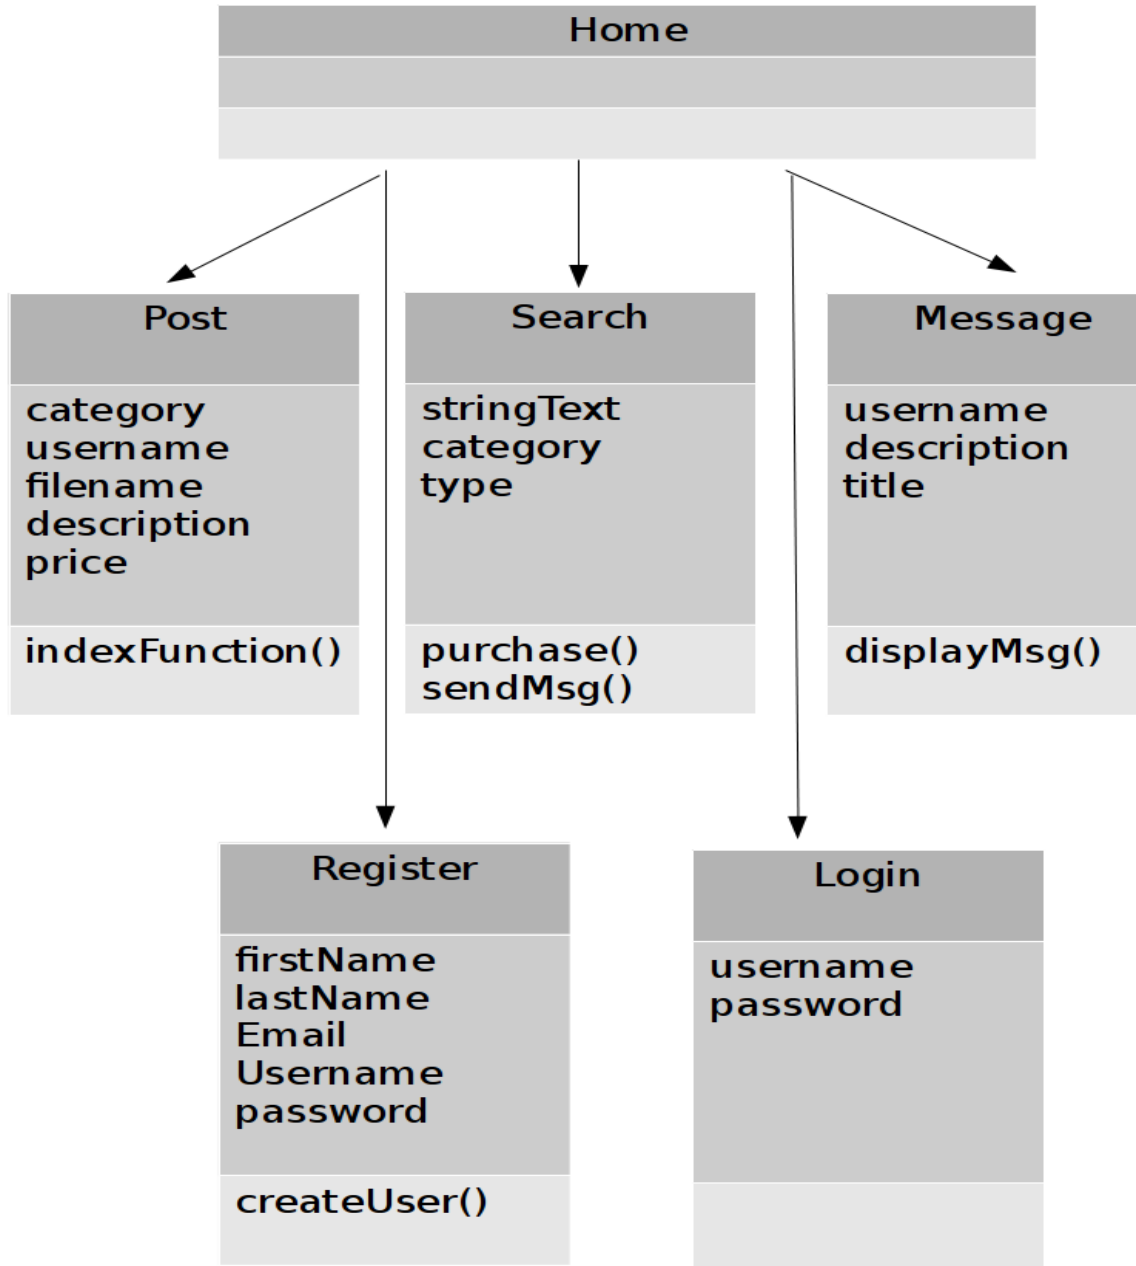 Home
Post
category
username
filename
description
price
indexFunction()
Search
stringText
category
type
purchase()
sendMsg()
Message
username
description
title
displayMsg()
Register
firstName
lastName
Email
Username
password
createUser()
Login
username
password